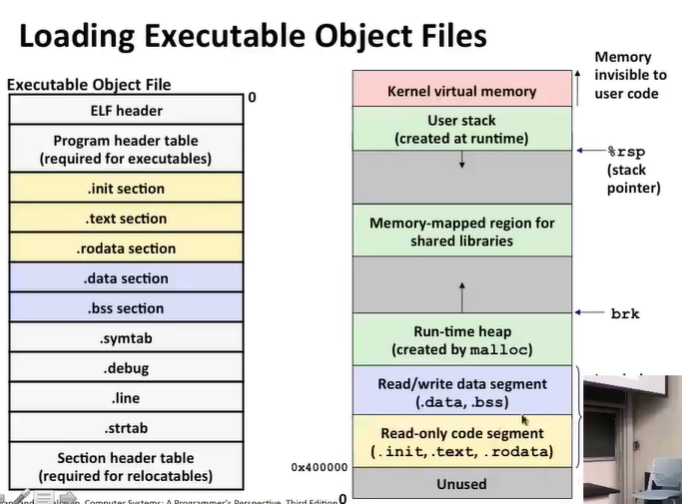 Loading Executable Object Files
Executable Object File
0
ELF header
Program header table
(required for executables)
.init section
.text section
.rodata section
.data section
.bss section
.symtab
.debug
.line
.strtab
Section header table
(required for relocatables)
Memory
invisible to
user code
Kernel virtual memory
User stack
(created at runtime)
%rsp
(stack
pointer)
Memory-mapped region for
shared libraries
brk
Run-time heap
(created by malloc)
Read/write data segment
(.data, .bss)
Read-only code segment
(.init, .text, .rodata)
0x400000
Unused
0
Computer Systems: A Programmer's Perspective, Third Edition